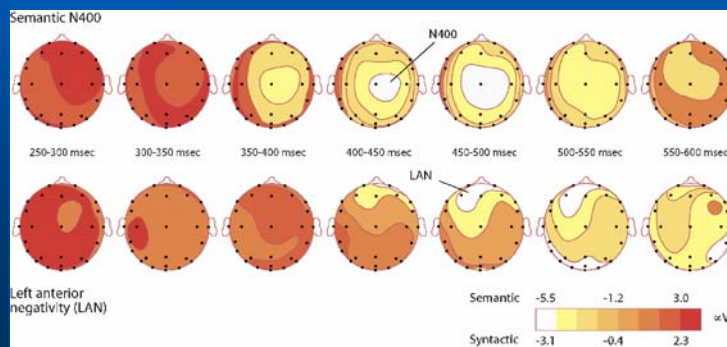 Semantic N400
N400
250-300 msec 300-350 msec 350-400 msec 400-450 msec 450-500 msec 500-550 msec 550-600 msec
LAN
Left anterior
negativity (LAN)
Semantic -5.5 -1.2 3.0
∝V
Syntactic -3.1 -0.4 2.3